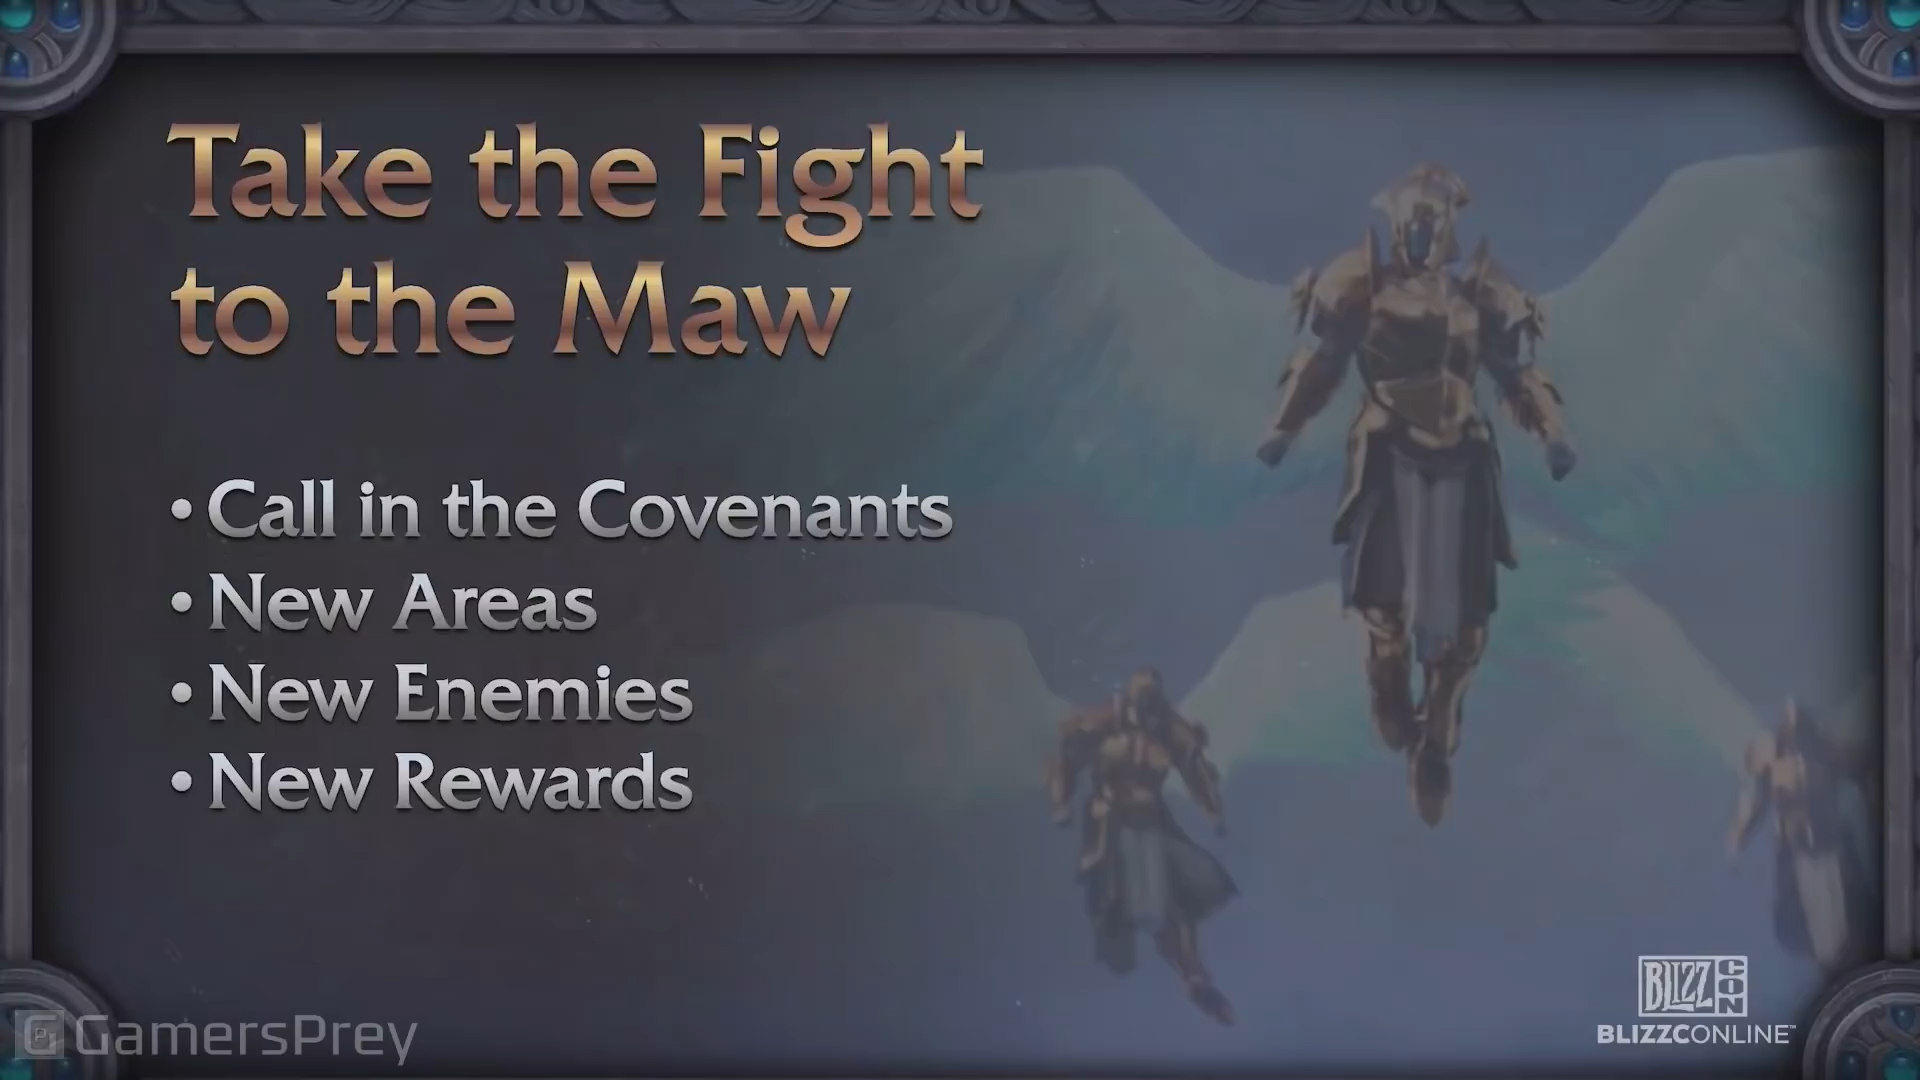 Take the Fight
to the Maw
• Call in the Covenants
• New Areas
• New Enemies
• New Rewards
BLIZZ CON
BLIZZCONLINE™
GamersPrey